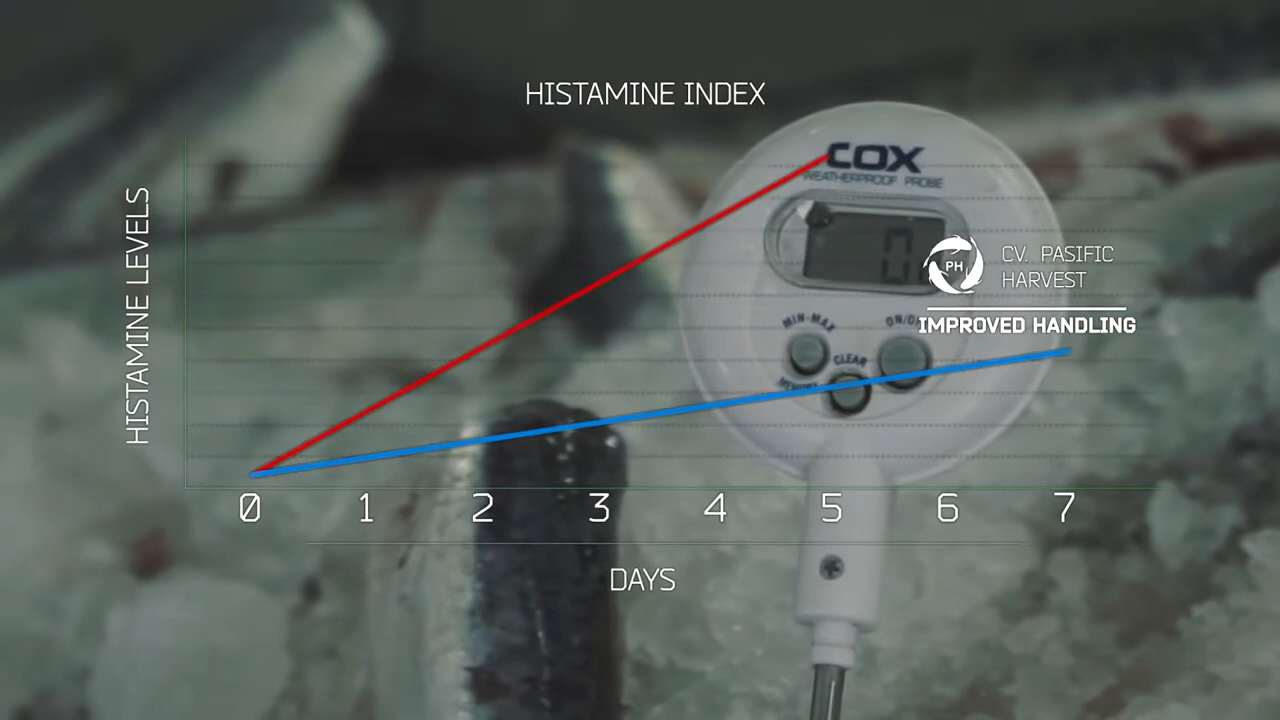 HISTAMINE INDEX
HISTAMINE LEVELS
COX
WEATHERPROOF PROBE
PH
CV. PASIFIC
HARVEST
IMPROVED HANDLING
MIN-MAX
CLEAR
0 1 2 3 4 5 6 7
DAYS